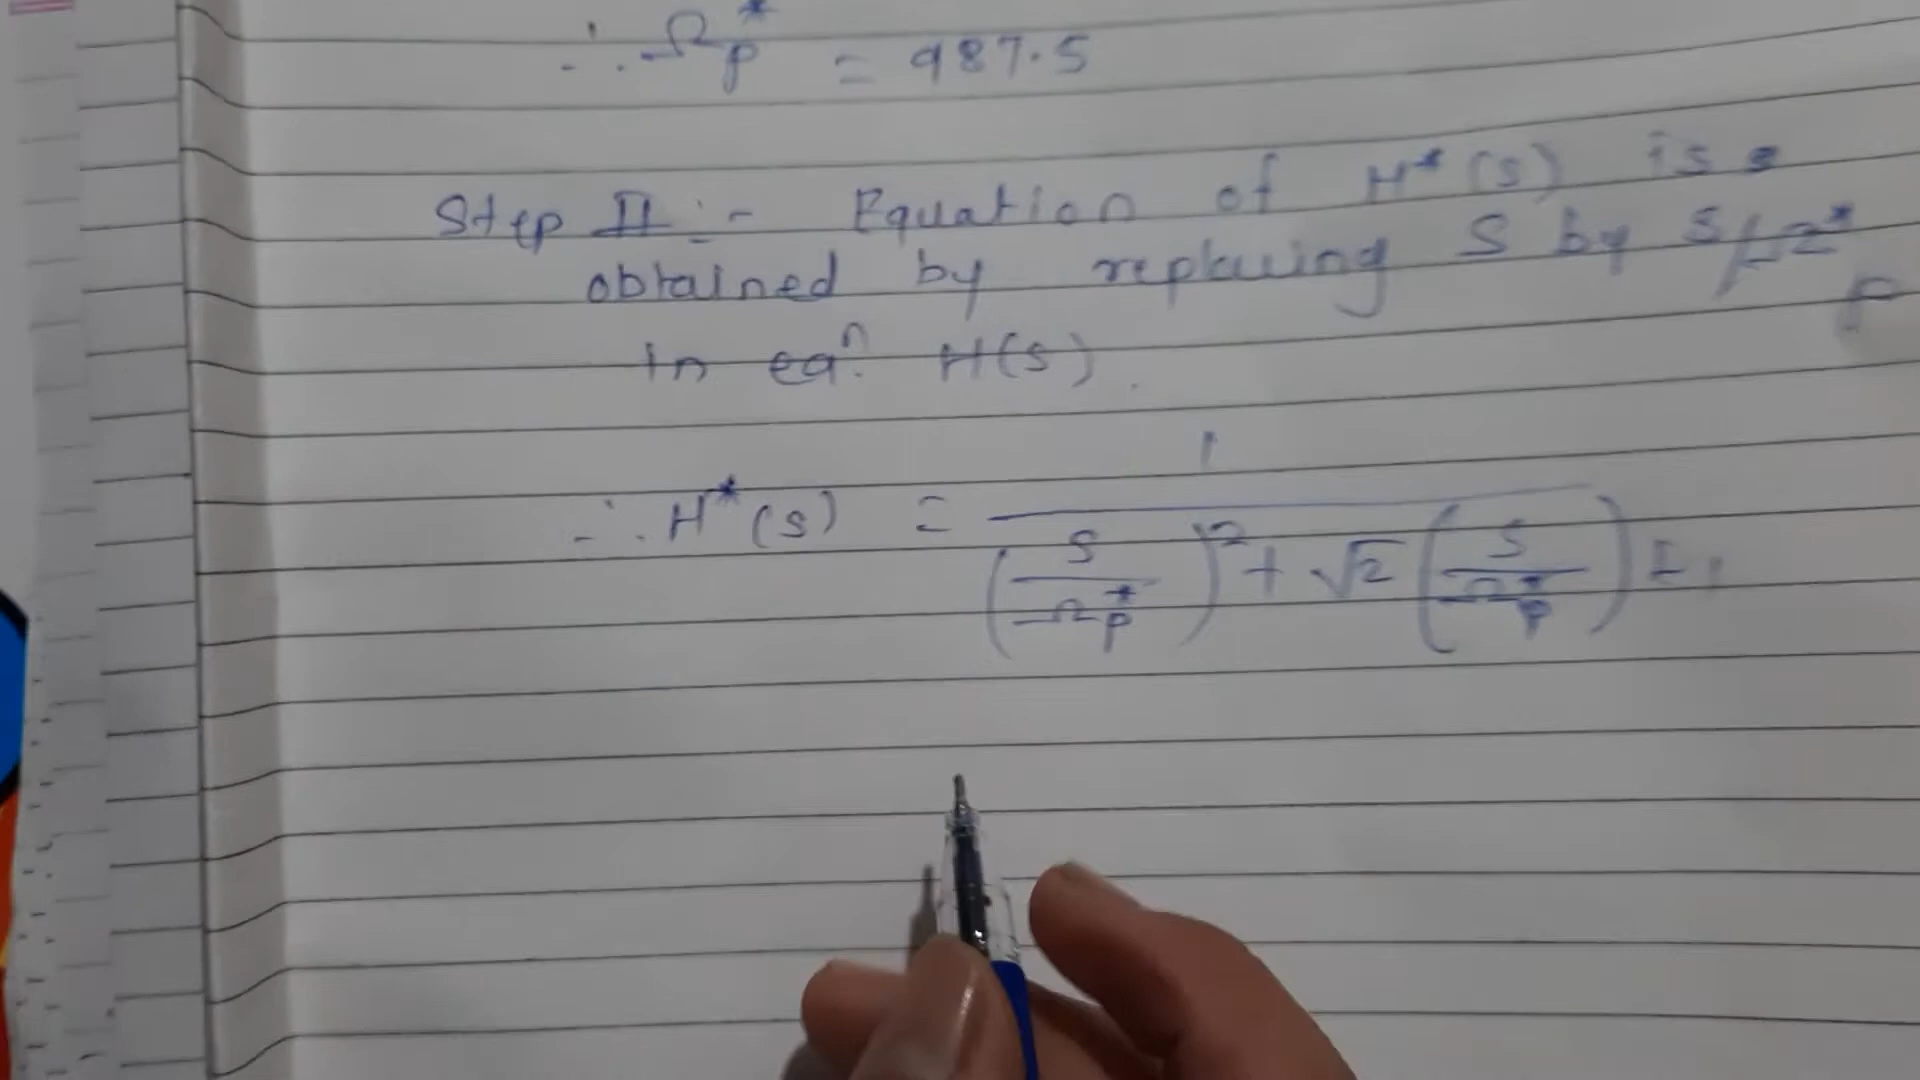 ∴ Ωp* = 987.5
Step II :- Equation of H*(s) is
obtained by replacing S by S/Ωp*
in eqⁿ. H(s).
1
∴ H*(s) = ―――――
(S/Ωp*)² + √2 (S/Ωp*) + 1